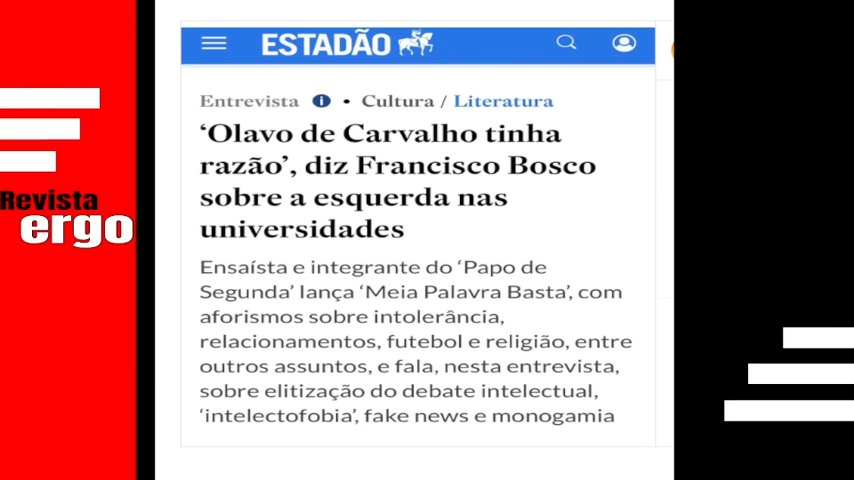 ESTADÃO
Entrevista i • Cultura / Literatura
‘Olavo de Carvalho tinha
razão’, diz Francisco Bosco
sobre a esquerda nas
universidades
Ensaísta e integrante do ‘Papo de
Segunda’ lança ‘Meia Palavra Basta’, com
aforismos sobre intolerância,
relacionamentos, futebol e religião, entre
outros assuntos, e fala, nesta entrevista,
sobre elitização do debate intelectual,
‘intelectofobia’, fake news e monogamia
Revista
ergo